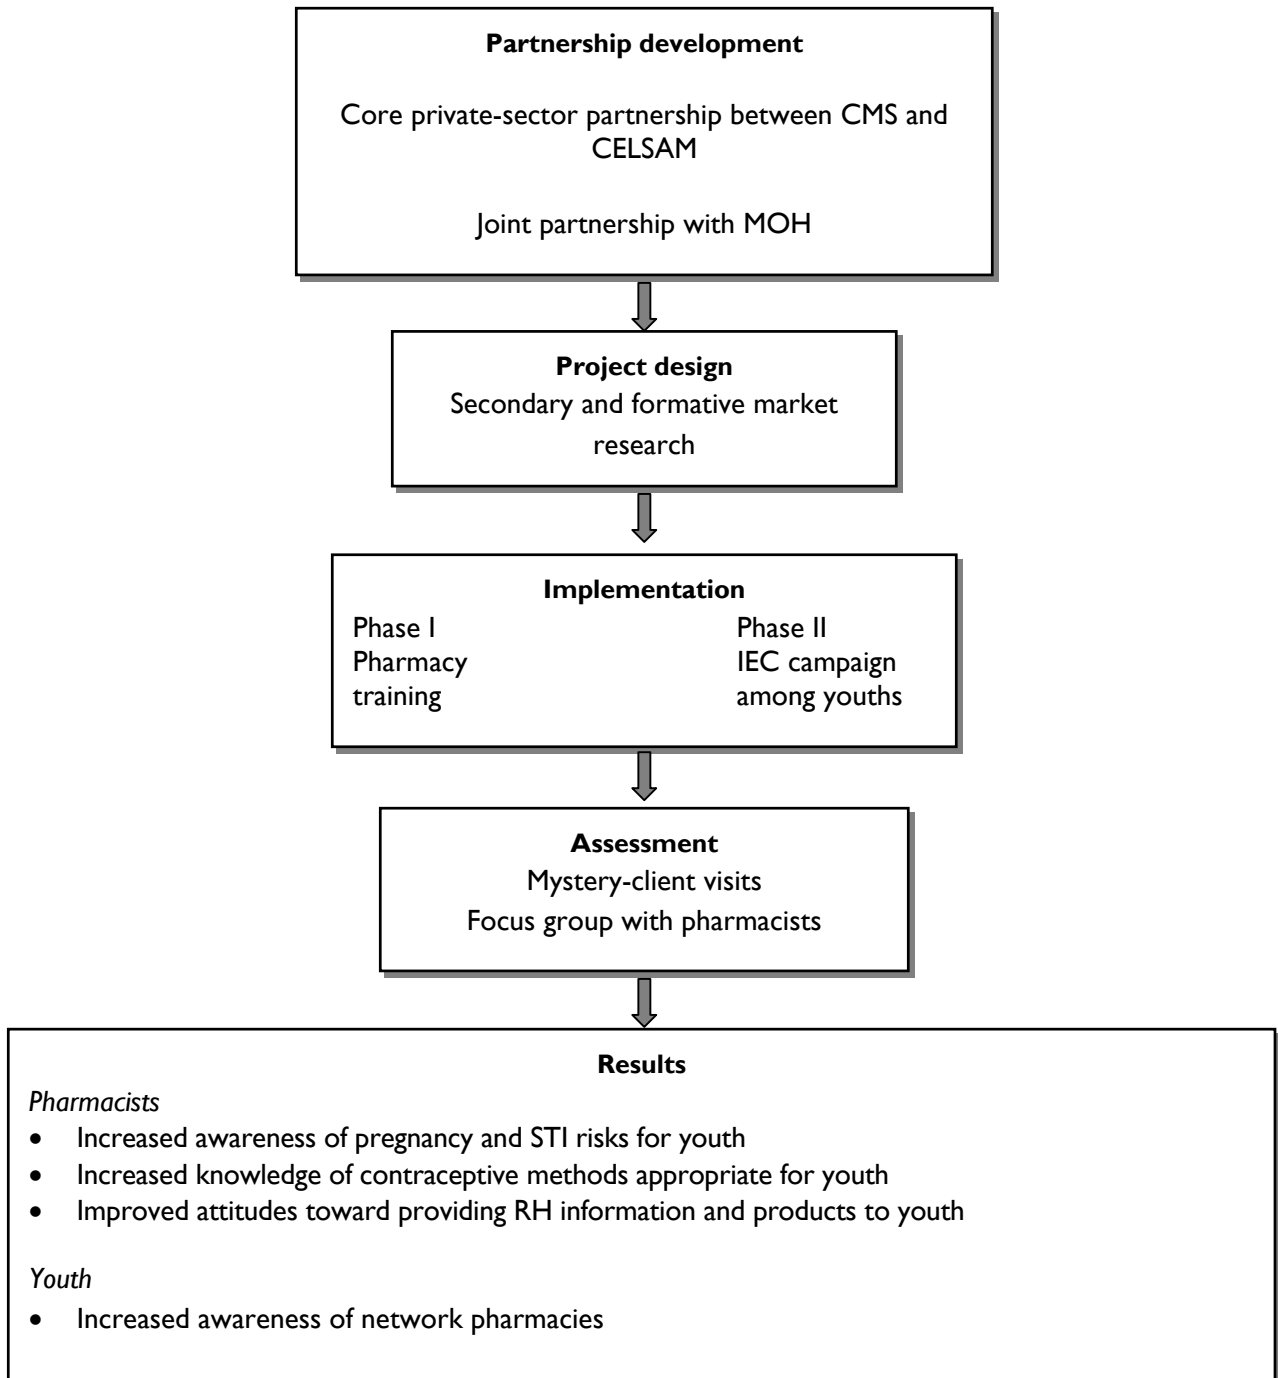 Partnership development
Core private-sector partnership between CMS and
CELSAM
Joint partnership with MOH
Project design
Secondary and formative market
research
Implementation
Phase I
Pharmacy
training
Phase II
IEC campaign
among youths
Assessment
Mystery-client visits
Focus group with pharmacists
Results
Pharmacists
• Increased awareness of pregnancy and STI risks for youth
• Increased knowledge of contraceptive methods appropriate for youth
• Improved attitudes toward providing RH information and products to youth
Youth
• Increased awareness of network pharmacies